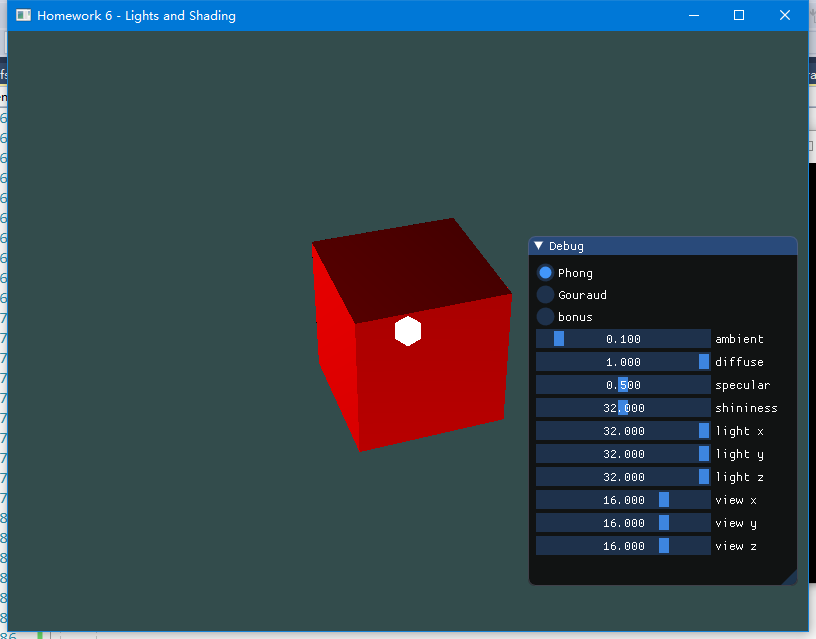 Homework 6 - Lights and Shading
Debug
Phong
Gouraud
bonus
0.100 ambient
1.000 diffuse
0.500 specular
32.000 shininess
32.000 light x
32.000 light y
32.000 light z
16.000 view x
16.000 view y
16.000 view z
86